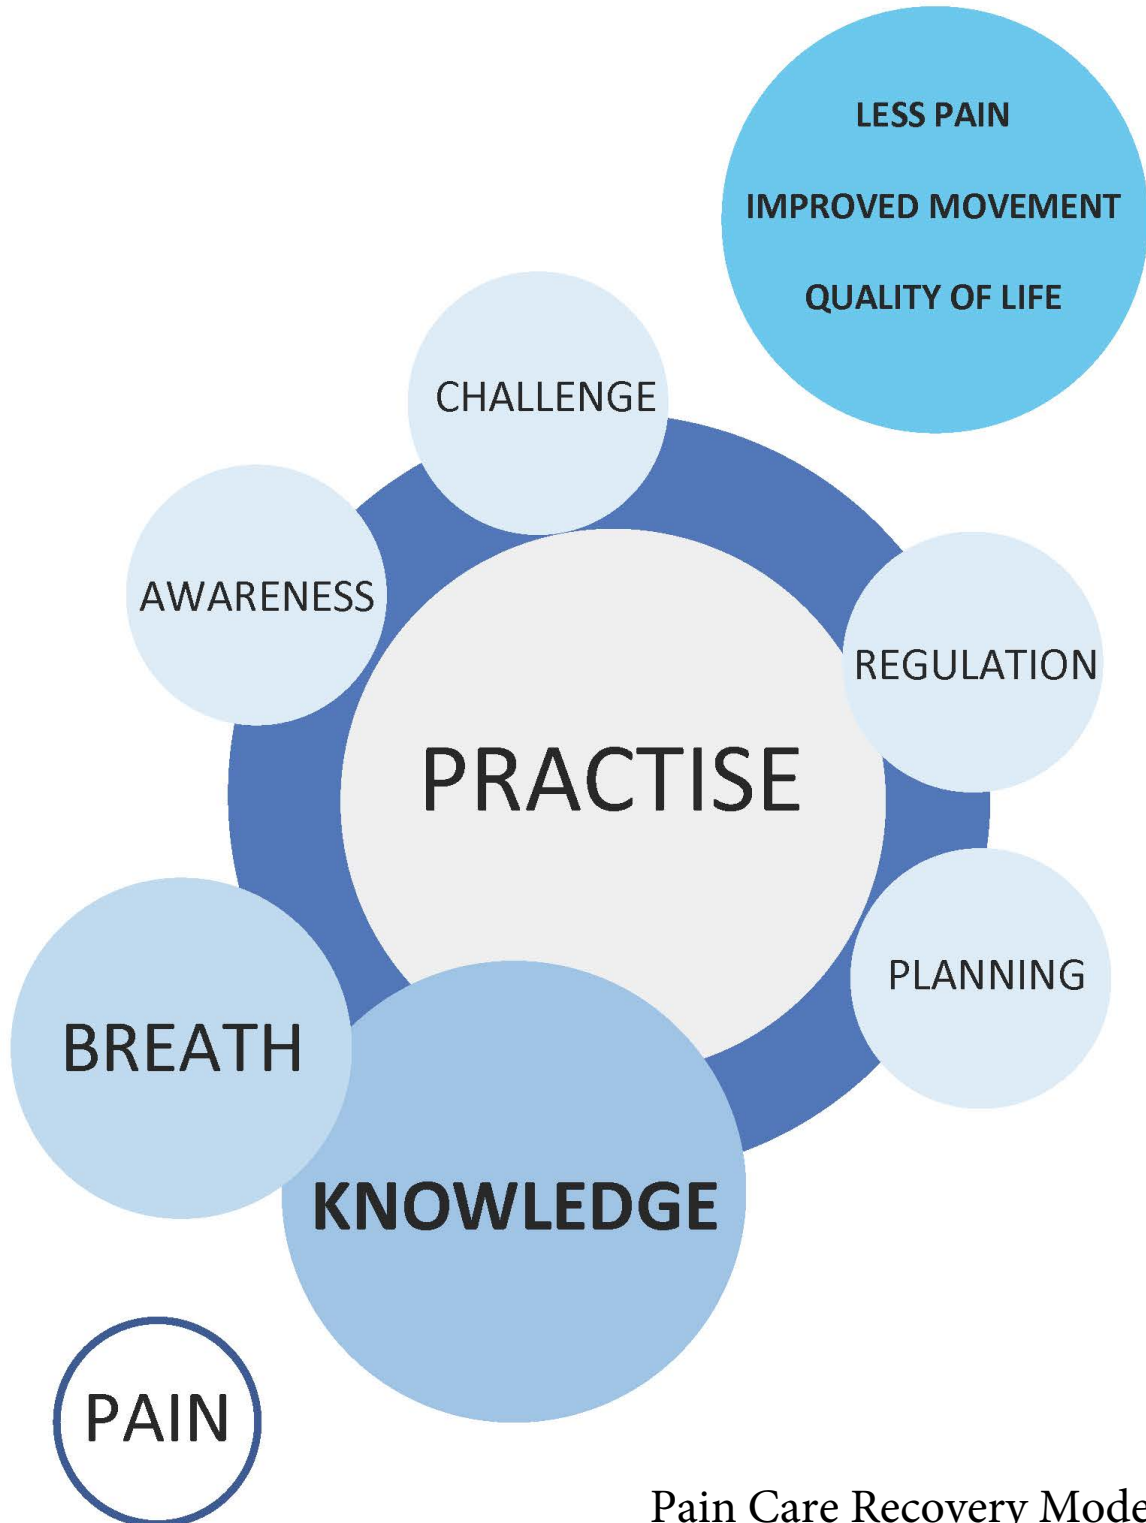 LESS PAIN
IMPROVED MOVEMENT
QUALITY OF LIFE
CHALLENGE
AWARENESS
REGULATION
PRACTISE
PLANNING
BREATH
KNOWLEDGE
PAIN
Pain Care Recovery Mode